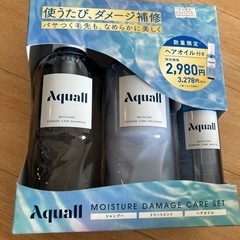 使うたび、ダメージ補修
パサつく毛先も、なめらかに美しく
数量限定
ヘアオイル付き
特別価格
2,980円
3,278円
Aquall
MOISTURE
DAMAGE CARE SHAMPOO
Aquall
MOISTURE
DAMAGE CARE TREATMENT
Aquall
Aquall
MOISTURE DAMAGE CARE SET
シャンプー
トリートメント
ヘアオイル